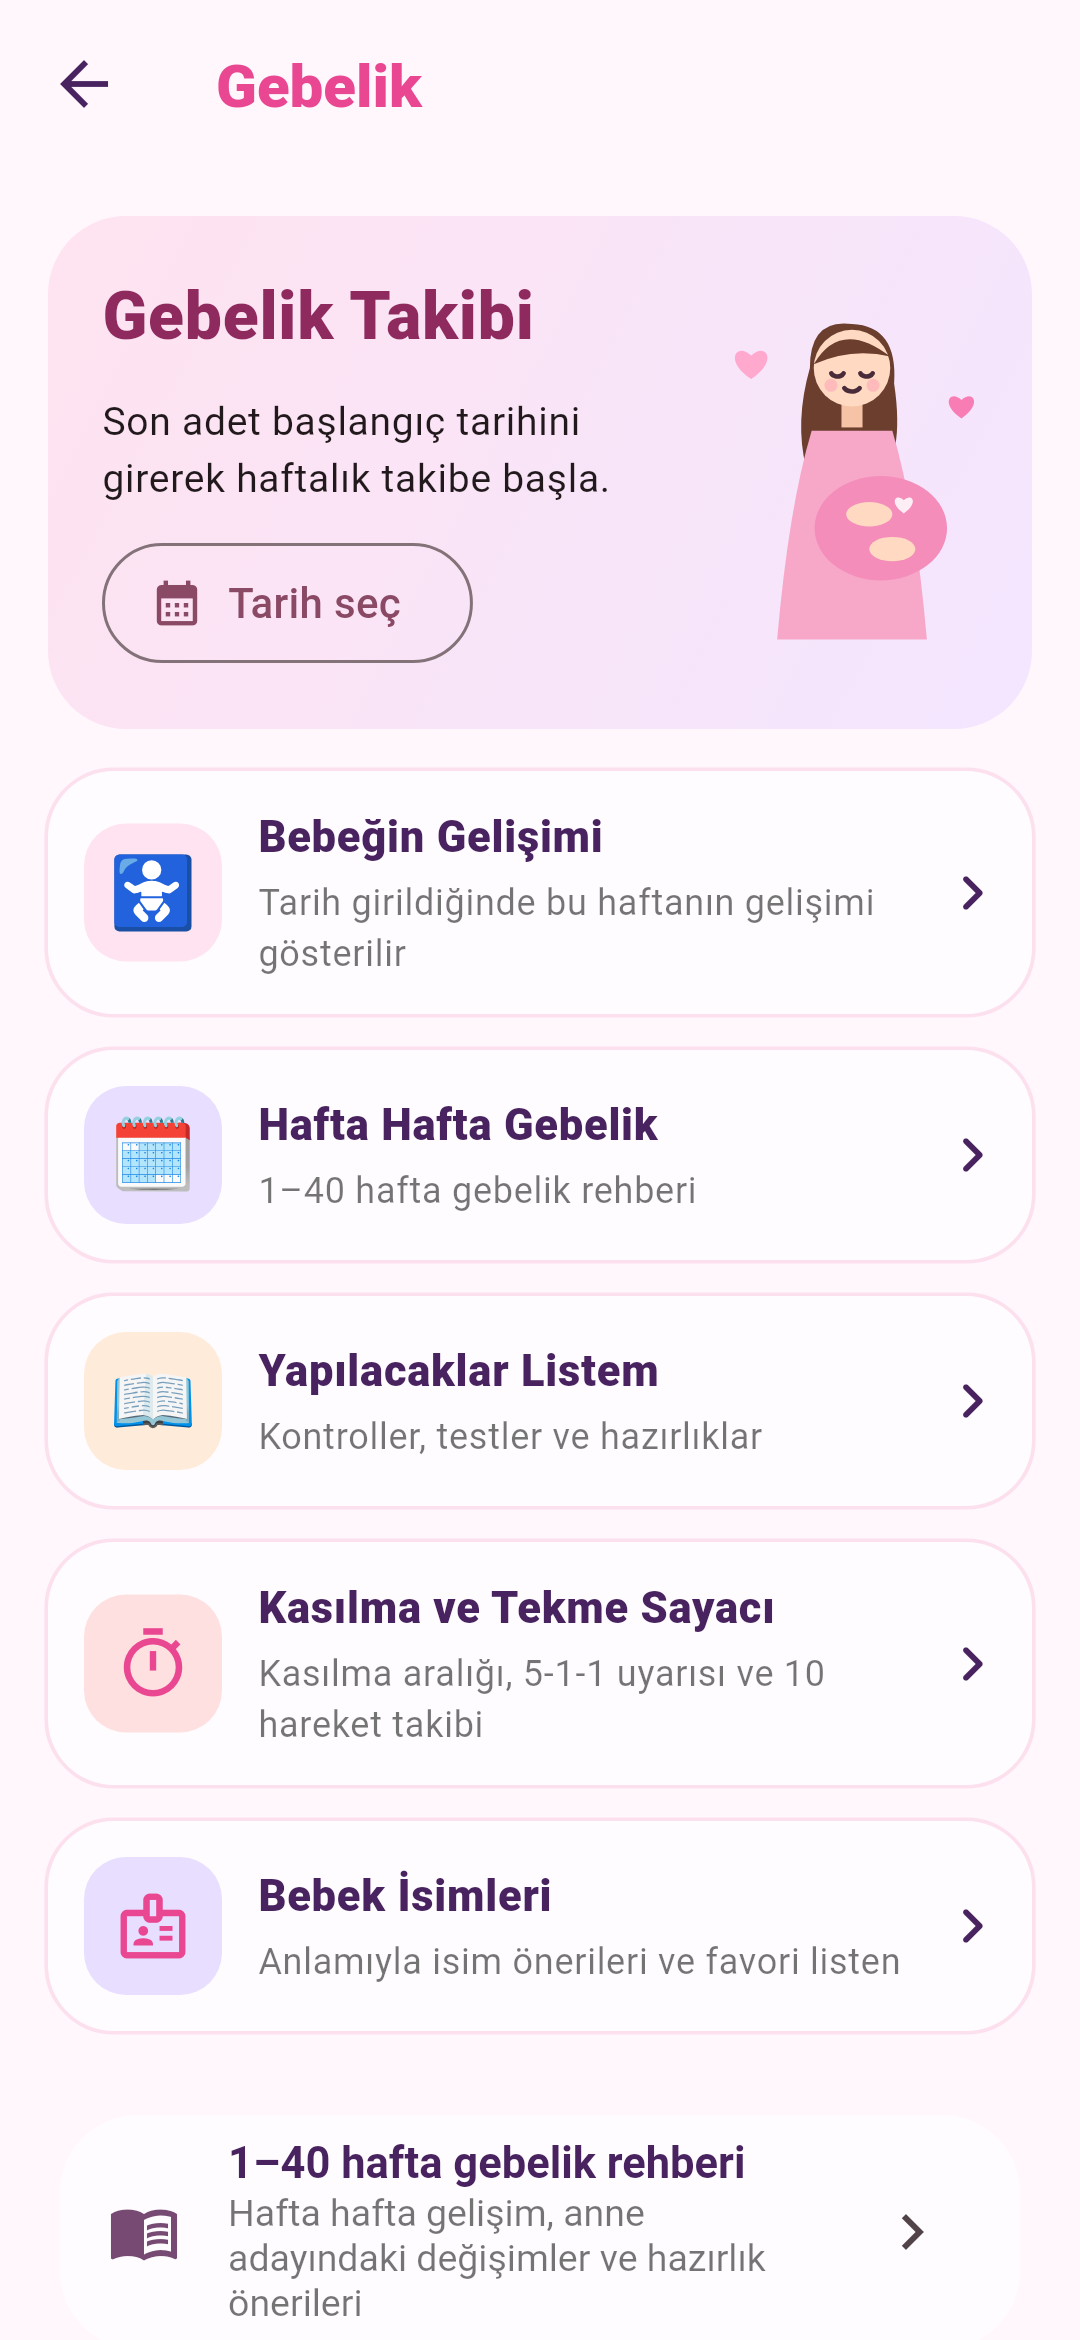 Gebelik
Gebelik Takibi
Son adet başlangıç tarihini
girerek haftalık takibe başla.
Tarih seç
Bebeğin Gelişimi
Tarih girildiğinde bu haftanın gelişimi
gösterilir
Hafta Hafta Gebelik
1–40 hafta gebelik rehberi
Yapılacaklar Listem
Kontroller, testler ve hazırlıklar
Kasılma ve Tekme Sayacı
Kasılma aralığı, 5-1-1 uyarısı ve 10
hareket takibi
Bebek İsimleri
Anlamıyla isim önerileri ve favori listen
1–40 hafta gebelik rehberi
Hafta hafta gelişim, anne
adayındaki değişimler ve hazırlık
önerileri